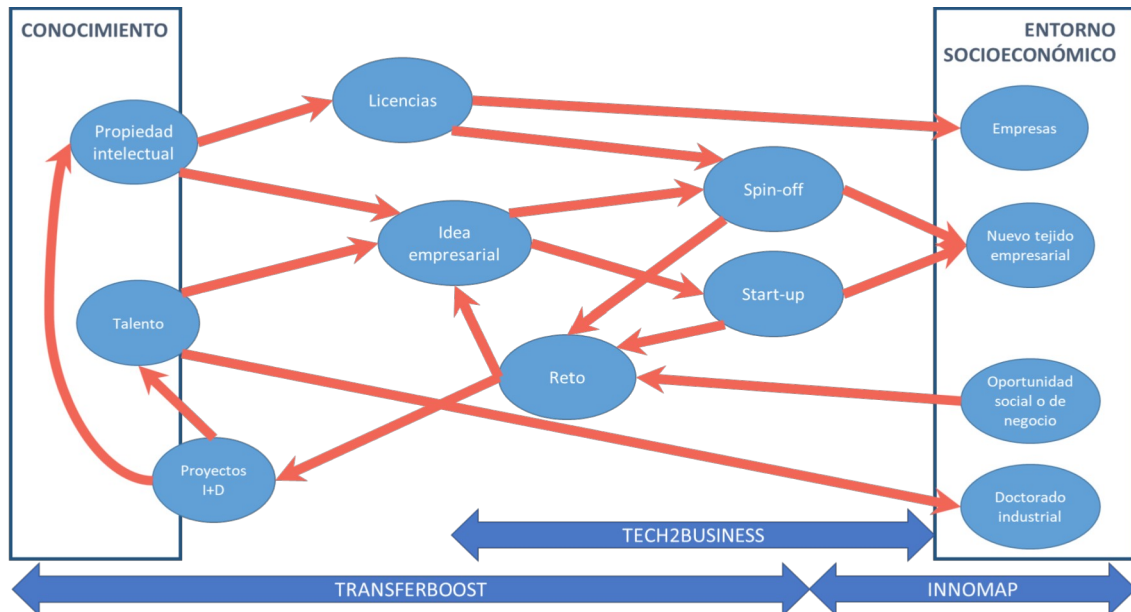 CONOCIMIENTO
ENTORNO
SOCIOECONÓMICO
Licencias
Propiedad
intelectual
Empresas
Spin-off
Idea
empresarial
Nuevo tejido
empresarial
Start-up
Talento
Reto
Oportunidad
social o de
negocio
Proyectos
I+D
Doctorado
industrial
TECH2BUSINESS
TRANSFERBOOST
INNOMAP